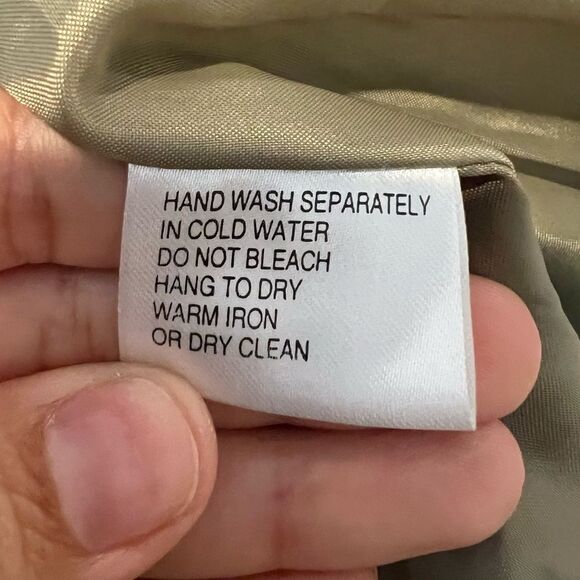 HAND WASH SEPARATELY
IN COLD WATER
DO NOT BLEACH
HANG TO DRY
WARM IRON
OR DRY CLEAN